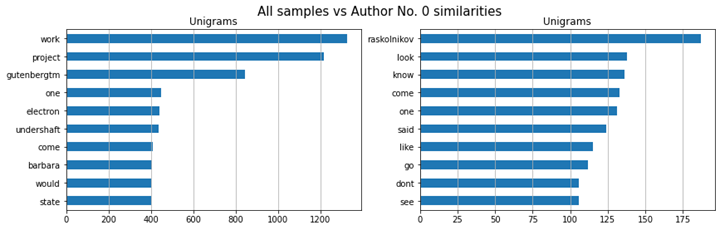 All samples vs Author No. 0 similarities
Unigrams
work
project
gutenbergtm
one
electron
undershaft
come
barbara
would
state
0 200 400 600 800 1000 1200
Unigrams
raskolnikov
look
know
come
one
said
like
go
dont
see
0 25 50 75 100 125 150 175